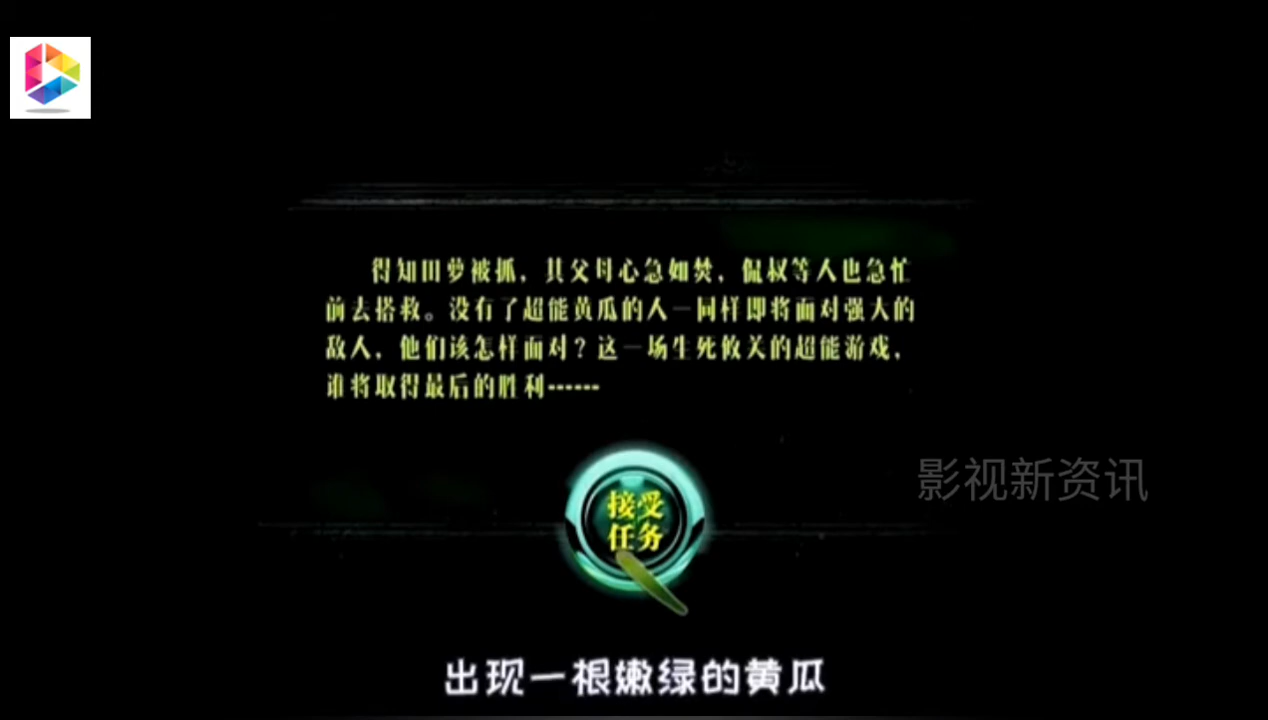 得知田萝被抓，其父母心急如焚，侃叔等人也急忙
前去搭救。没有了超能黄瓜的人一同样即将面对强大的
敌人，他们该怎样面对？这一场生死攸关的超能游戏，
谁将取得最后的胜利------
影视新资讯
接受
任务
出现一根嫩绿的黄瓜